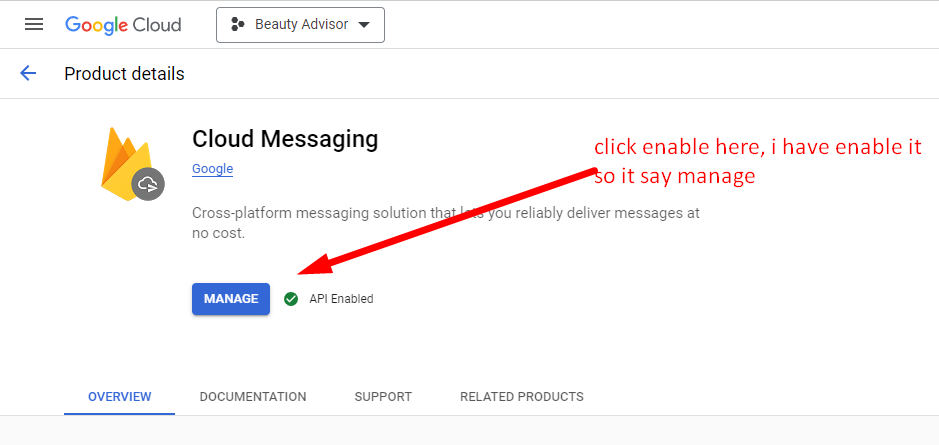 Google Cloud
Beauty Advisor
Product details
Cloud Messaging
Google
click enable here, i have enable it
so it say manage
Cross-platform messaging solution that lets you reliably deliver messages at
no cost.
MANAGE
API Enabled
OVERVIEW
DOCUMENTATION
SUPPORT
RELATED PRODUCTS